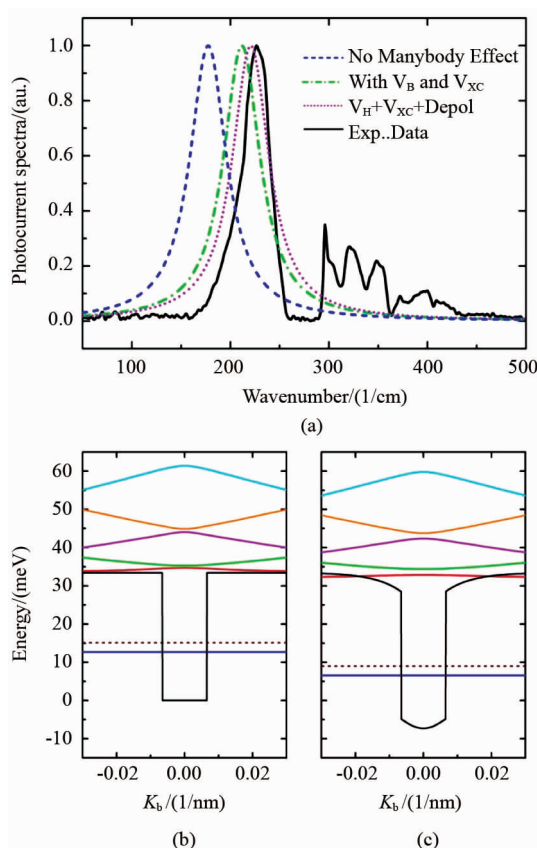 Photocurrent spectra/(au.)
1.0
0.8
0.6
0.4
0.2
0.0
No Manybody Effect
With V_B and V_XC
V_H+V_XC+Depol
Exp..Data
100 200 300 400 500
Wavenumber/(1/cm)
(a)
Energy/(meV)
60
50
40
30
20
10
0
-10
-0.02 0.00 0.02
-0.02 0.00 0.02
K_b/(1/nm)
K_b/(1/nm)
(b)
(c)